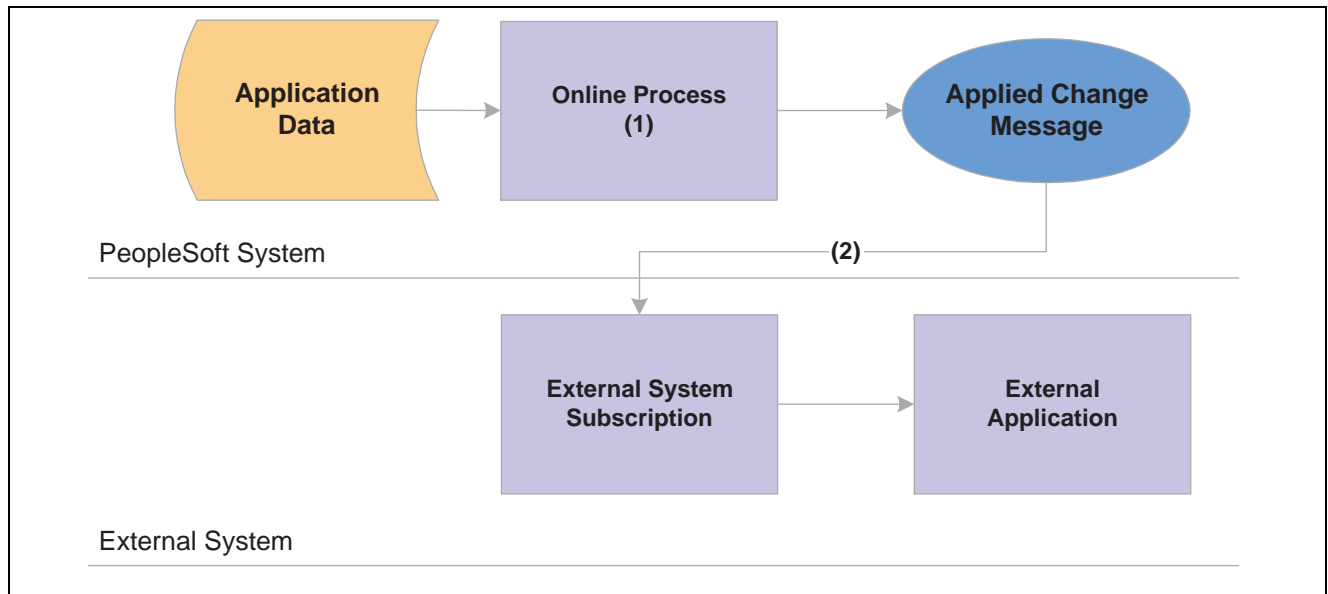 Application
Data
Online Process
(1)
Applied Change
Message
PeopleSoft System
(2)
External System
Subscription
External
Application
External System